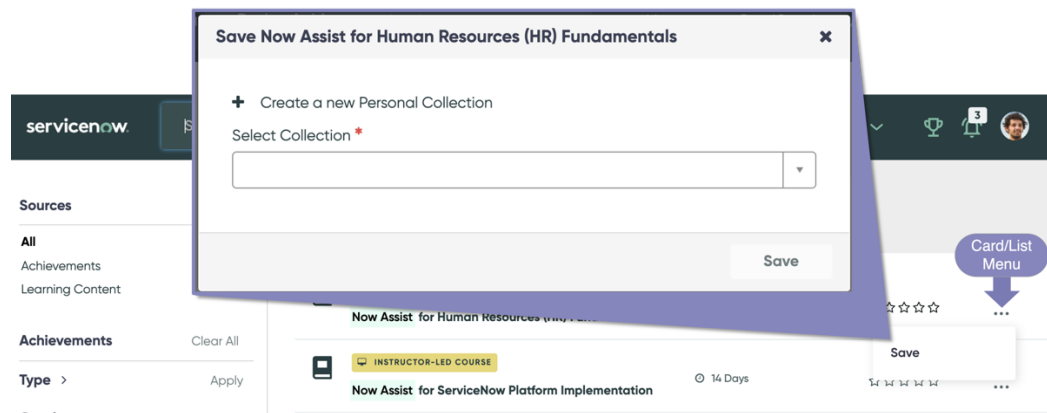 Save Now Assist for Human Resources (HR) Fundamentals
Create a new Personal Collection
Select Collection *
Save
servicenow
3
Sources
All
Achievements
Learning Content
Achievements
Clear All
Type >
Apply
Card/List
Menu
Now Assist for Human Resources (HR)
Save
INSTRUCTOR-LED COURSE
14 Days
Now Assist for ServiceNow Platform Implementation